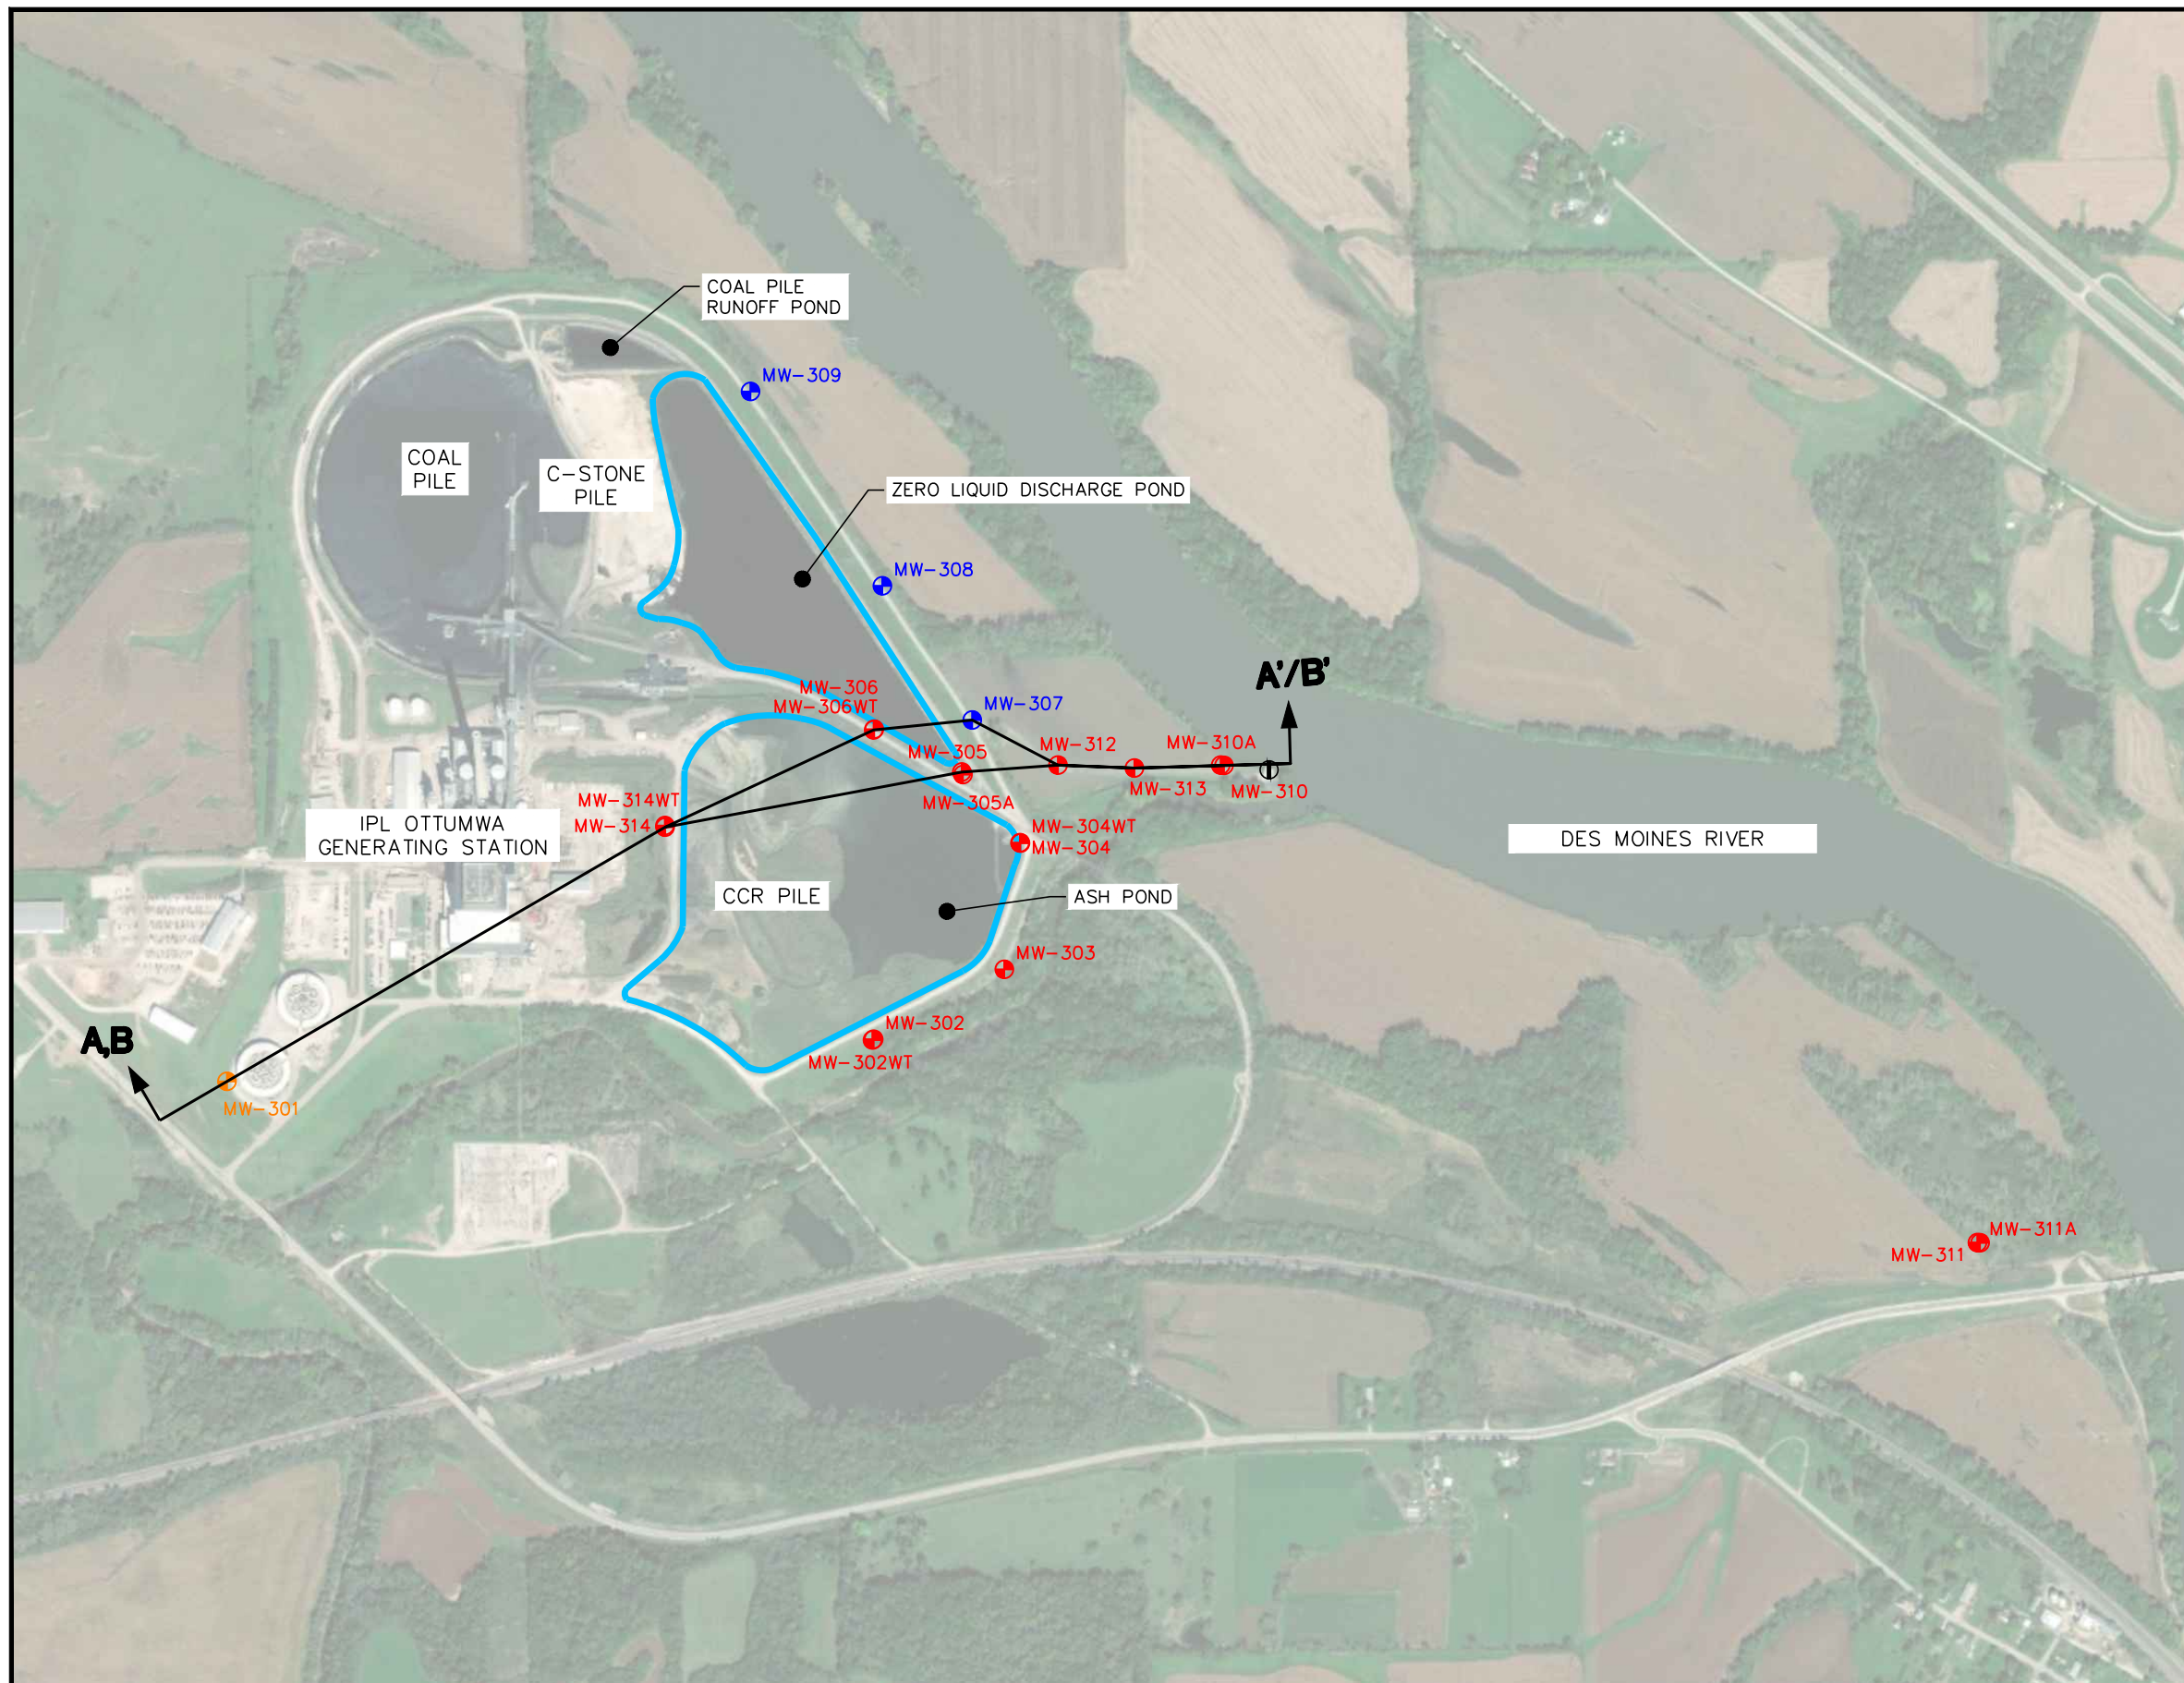 COAL PILE
RUNOFF POND
MW-309
COAL
PILE
C-STONE
PILE
ZERO LIQUID DISCHARGE POND
MW-308
A'/B'
MW-306
MW-306WT
MW-307
MW-305
MW-312
MW-310A
MW-313
MW-310
MW-305A
MW-314WT
MW-314
IPL OTTUMWA
GENERATING STATION
MW-304WT
MW-304
DES MOINES RIVER
CCR PILE
ASH POND
MW-303
MW-302
MW-302WT
A,B
MW-301
MW-311A
MW-311